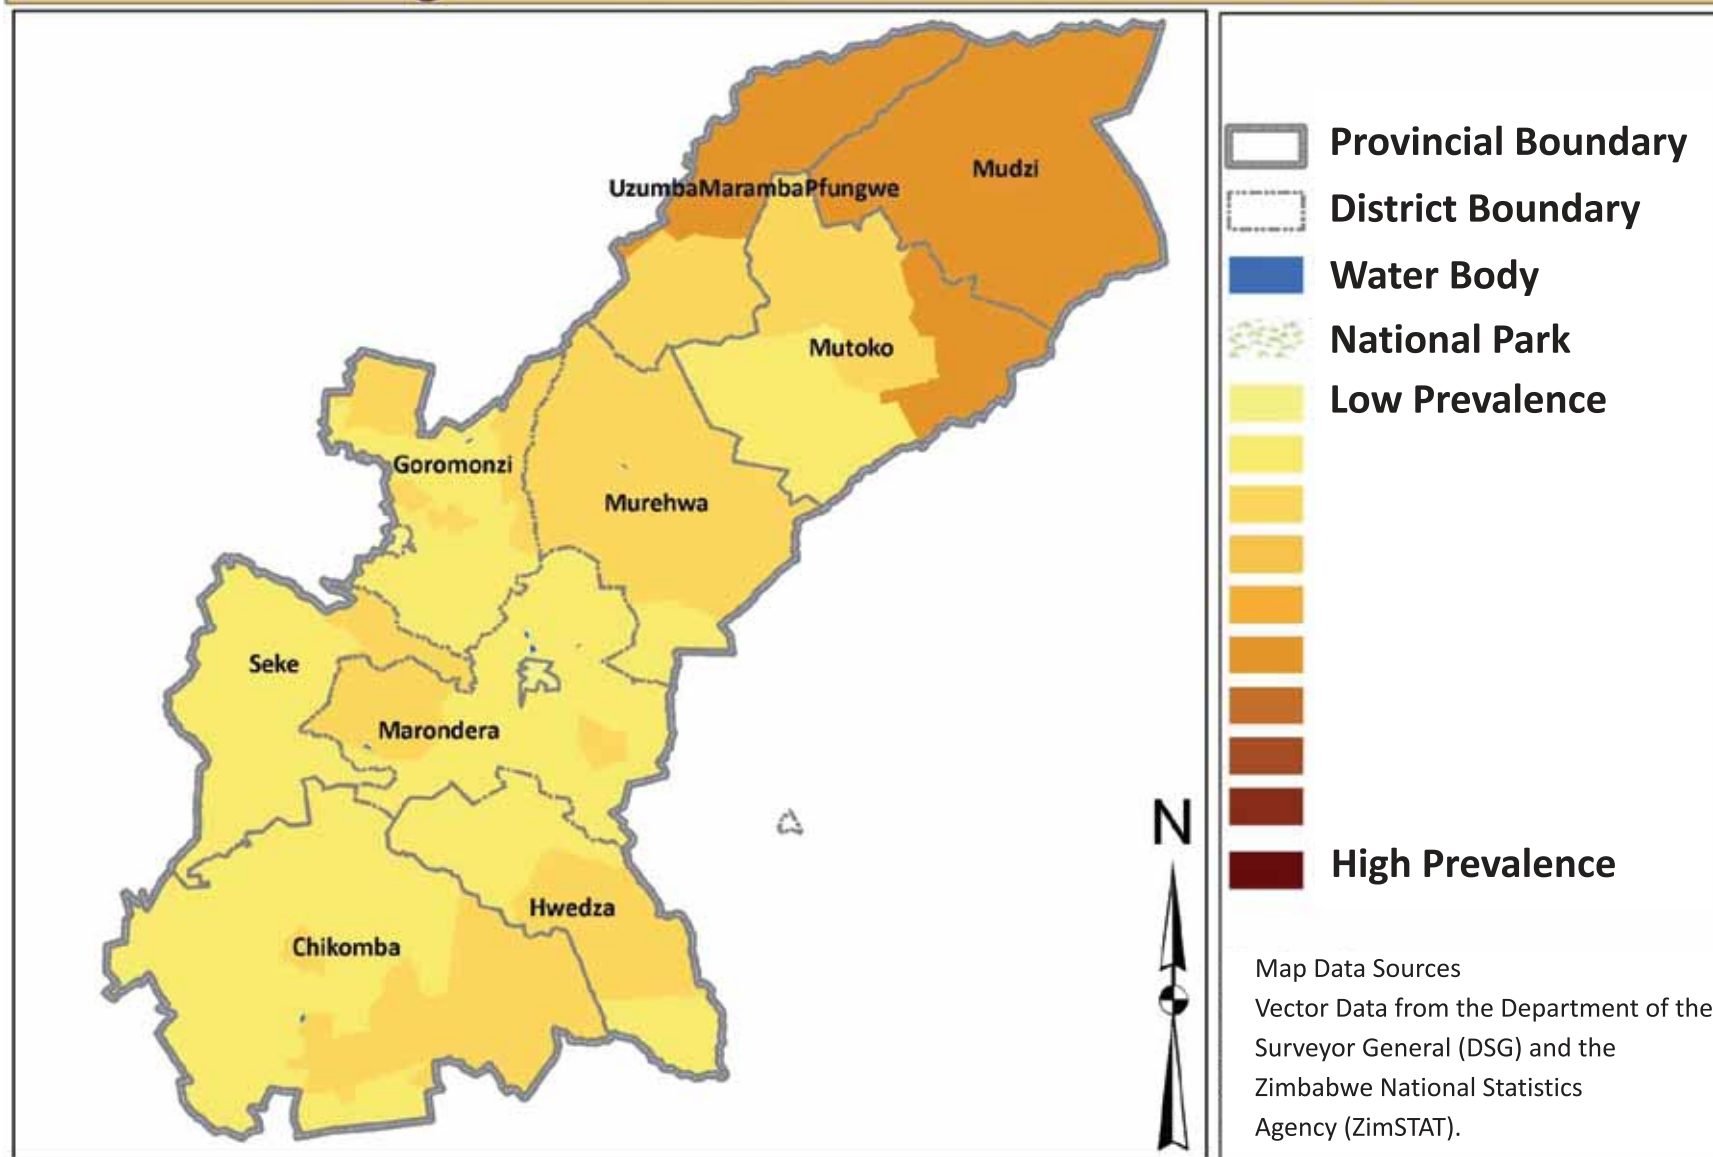 UzumbaMarambaPfungwe
Mudzi
Mutoko
Goromonzi
Murehwa
Seke
Marondera
Hwedza
Chikomba
N
Provincial Boundary
District Boundary
Water Body
National Park
Low Prevalence
High Prevalence
Map Data Sources
Vector Data from the Department of the
Surveyor General (DSG) and the
Zimbabwe National Statistics
Agency (ZimSTAT).